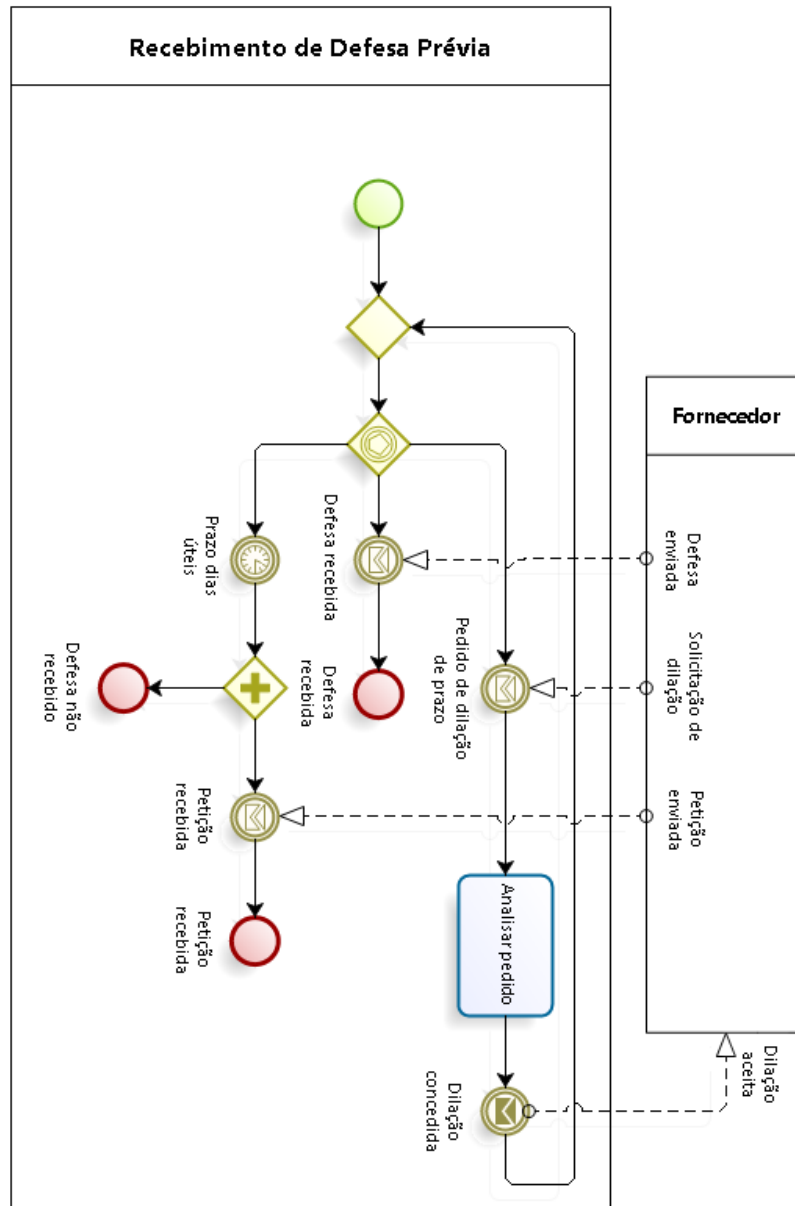 Recebimento de Defesa Prévia
Fornecedor
Defesa
enviada
Solicitação de
dilação
Petição
enviada
Dilação
aceita
Defesa recebida
Defesa
recebida
Pedido de dilação
de prazo
Analisar pedido
Dilação
concedida
Prazo dias
úteis
Defesa não
recebido
Petição
recebida
Petição
recebida